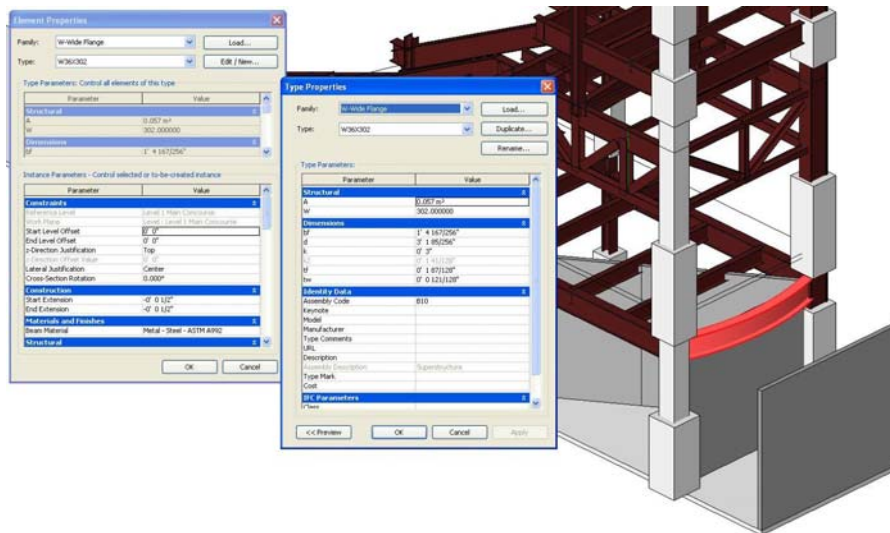 Element Properties
Family: W-Wide Flange Load...
Type: W36X302 Edit / New...
Type Parameters: Control all elements of this type
Parameter Value
Structural
A 0.057 m²
W 302.000000
Dimensions
bf 1' 4 167/256"
Instance Parameters - Control selected or to-be-created instance
Parameter Value
Constraints
Reference Level Level 1 Main Concourse
Work Plane Level : Level 1 Main Concourse
Start Level Offset 0' 0"
End Level Offset 0' 0"
z-Direction Justification Top
z-Direction Offset Value 0' 0"
Lateral Justification Center
Cross-Section Rotation 0.000°
Construction
Start Extension -0' 0 1/2"
End Extension -0' 0 1/2"
Materials and Finishes
Beam Material Metal - Steel - ASTM A992
Structural
OK Cancel
Type Properties
Family: W-Wide Flange Load...
Type: W36X302 Duplicate...
Rename...
Type Parameters:
Parameter Value
Structural
A 0.057 m²
W 302.000000
Dimensions
bf 1' 4 167/256"
d 3' 1 85/256"
k 0' 3"
tf 0' 1 87/128"
tw 0' 0 121/128"
Identity Data
Assembly Code B10
Keynote
Model
Manufacturer
Type Comments
URL
Description
Assembly Description Superstructure
Type Mark
Cost
IFC Parameters
<< Preview OK Cancel Apply